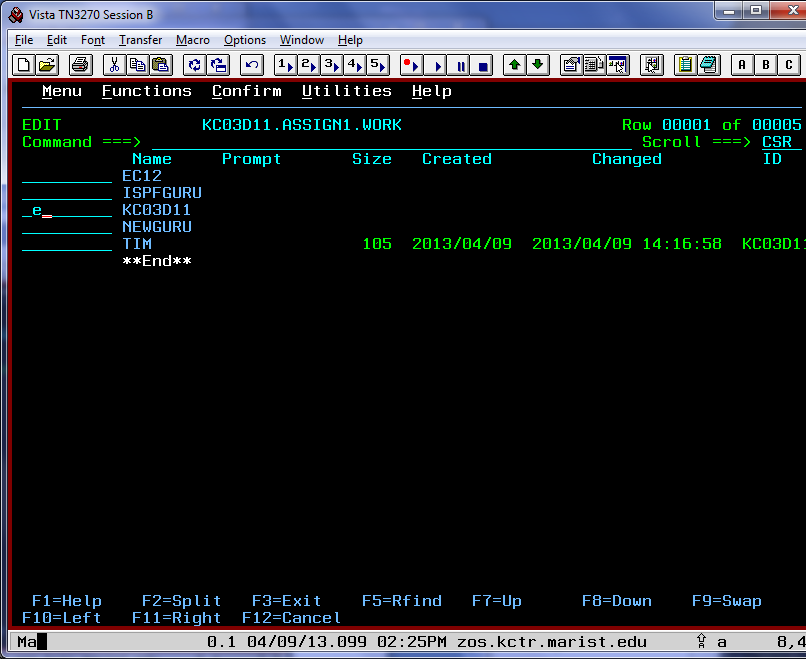 Vista TN3270 Session B
File Edit Font Transfer Macro Options Window Help
1 2 3 4 5 A B C
Menu Functions Confirm Utilities Help
EDIT KC03D11.ASSIGN1.WORK Row 00001 of 00005
Command ===> Scroll ===> CSR
Name Prompt Size Created Changed ID
EC12
ISPFGURU
_e_ KC03D11
NEWGURU
TIM 105 2013/04/09 2013/04/09 14:16:58 KC03D11
**End**
F1=Help F2=Split F3=Exit F5=Rfind F7=Up F8=Down F9=Swap
F10=Left F11=Right F12=Cancel
Ma 0.1 04/09/13.099 02:25PM zos.kctr.marist.edu a 8,4